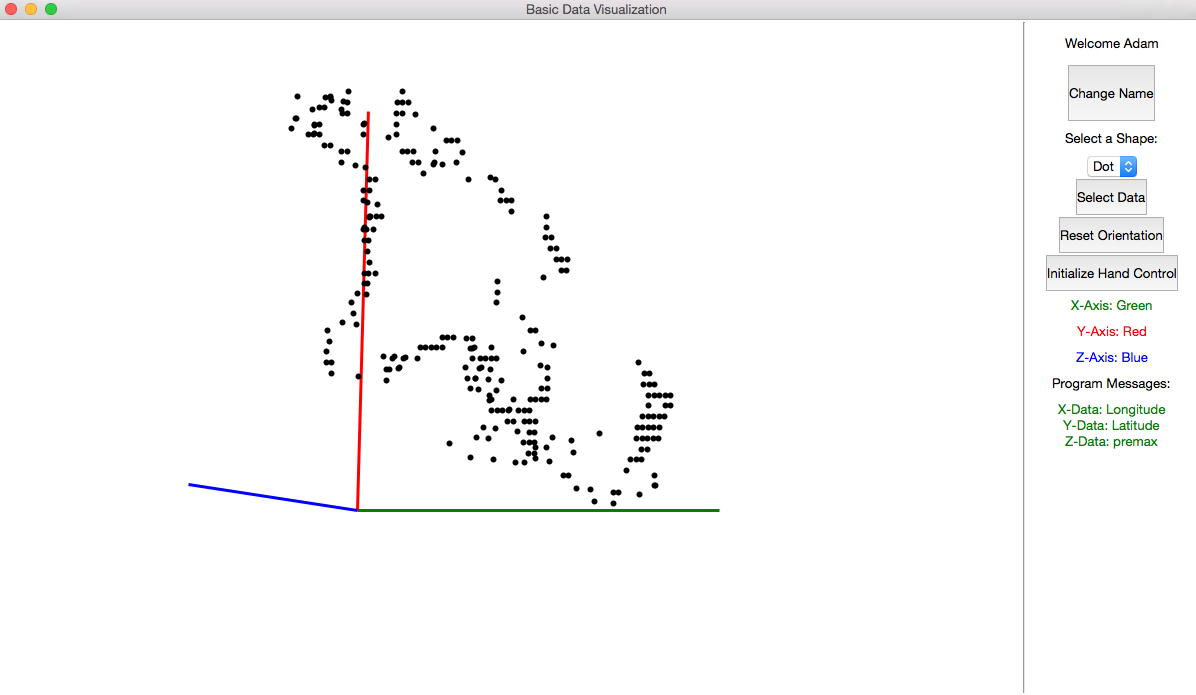 Basic Data Visualization
Welcome Adam
Change Name
Select a Shape:
Dot
Select Data
Reset Orientation
Initialize Hand Control
X-Axis: Green
Y-Axis: Red
Z-Axis: Blue
Program Messages:
X-Data: Longitude
Y-Data: Latitude
Z-Data: premax